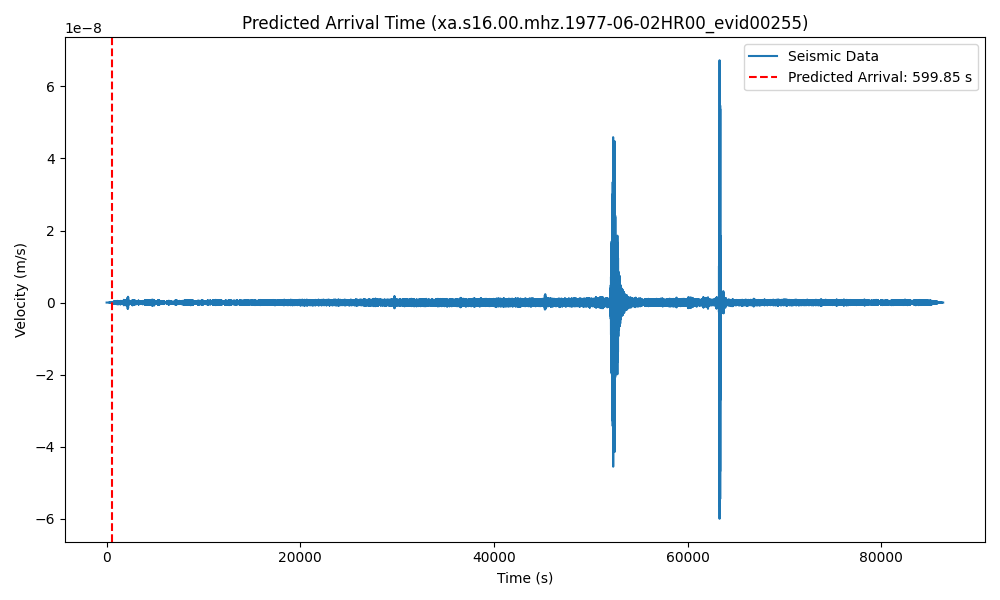 Predicted Arrival Time (xa.s16.00.mhz.1977-06-02HR00_evid00255)
1e−8
Seismic Data
Predicted Arrival: 599.85 s
6
4
2
0
−2
−4
−6
Velocity (m/s)
0 20000 40000 60000 80000
Time (s)